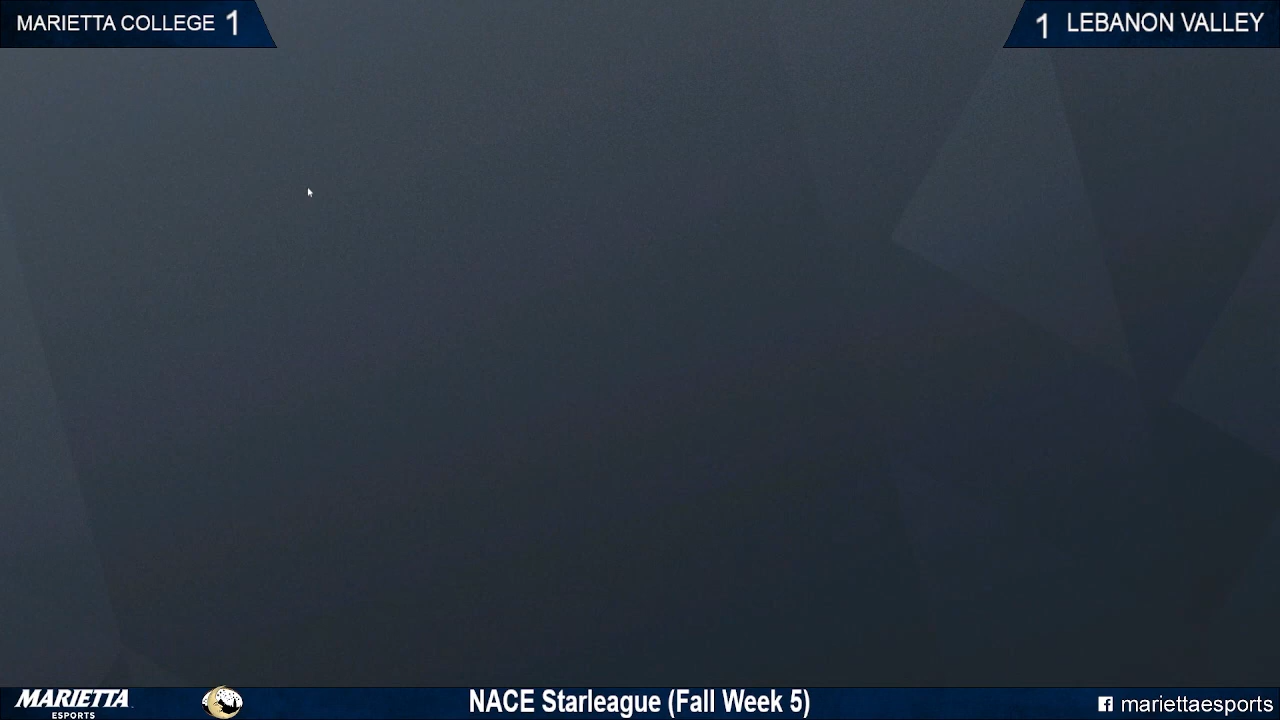 MARIETTA COLLEGE 1
1 LEBANON VALLEY
MARIETTA
ESPORTS
NACE Starleague (Fall Week 5)
mariettaesports